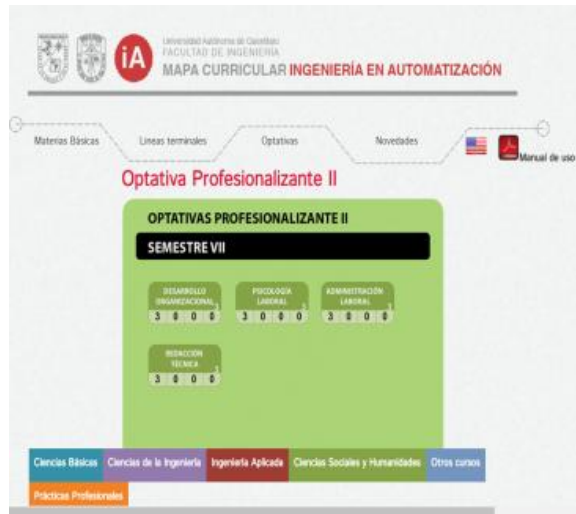 Universidad Autónoma de Querétaro
FACULTAD DE INGENIERÍA
iA
MAPA CURRICULAR INGENIERÍA EN AUTOMATIZACIÓN
Materias Básicas
Lineas terminales
Optativas
Novedades
Manual de uso
Optativa Profesionalizante II
OPTATIVAS PROFESIONALIZANTE II
SEMESTRE VII
DESARROLLO
ORGANIZACIONAL
3 0 0 0
PSICOLOGÍA
LABORAL
3 0 0 0
ADMINISTRACIÓN
LABORAL
3 0 0 0
REDACCIÓN
TÉCNICA
3 0 0 0
Ciencias Básicas
Ciencias de la Ingeniería
Ingeniería Aplicada
Ciencias Sociales y Humanidades
Otros cursos
Prácticas Profesionales